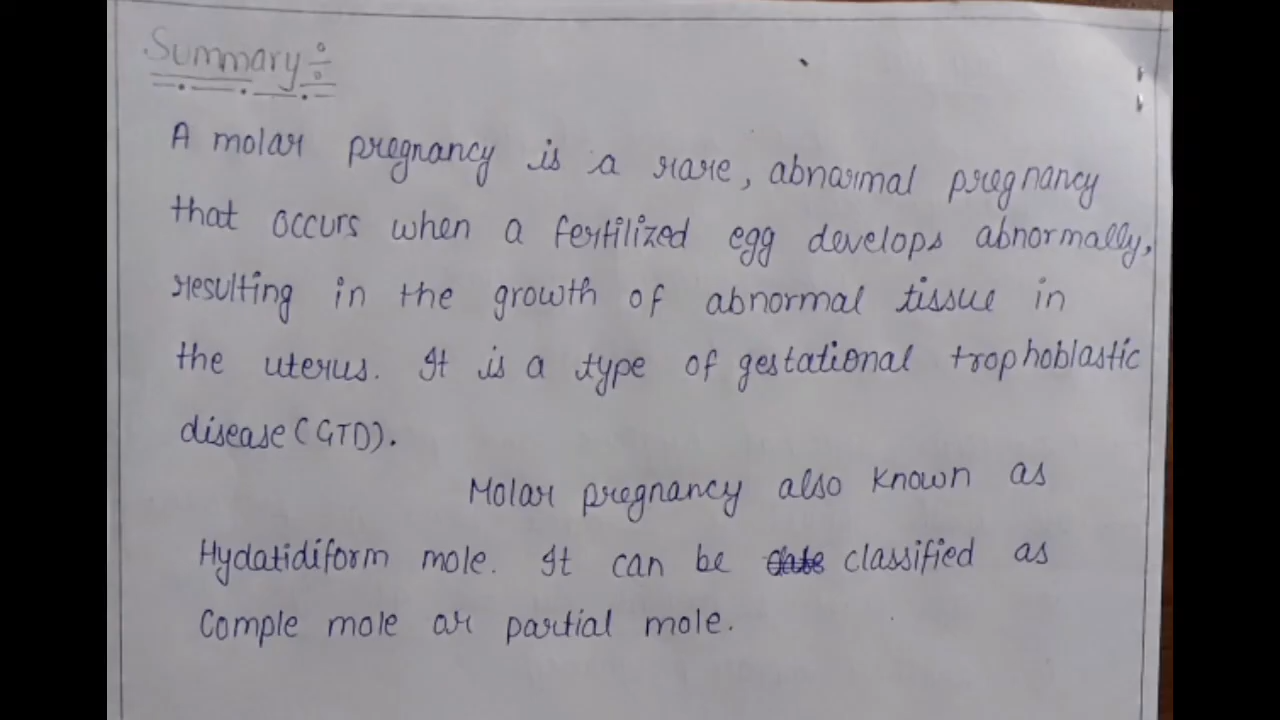 Summary ÷
A molar pregnancy is a rare, abnormal pregnancy
that occurs when a fertilized egg develops abnormally,
resulting in the growth of abnormal tissue in
the uterus. It is a type of gestational trophoblastic
disease (GTD).
Molar pregnancy also known as
Hydatidiform mole. It can be classified as
Comple mole or partial mole.